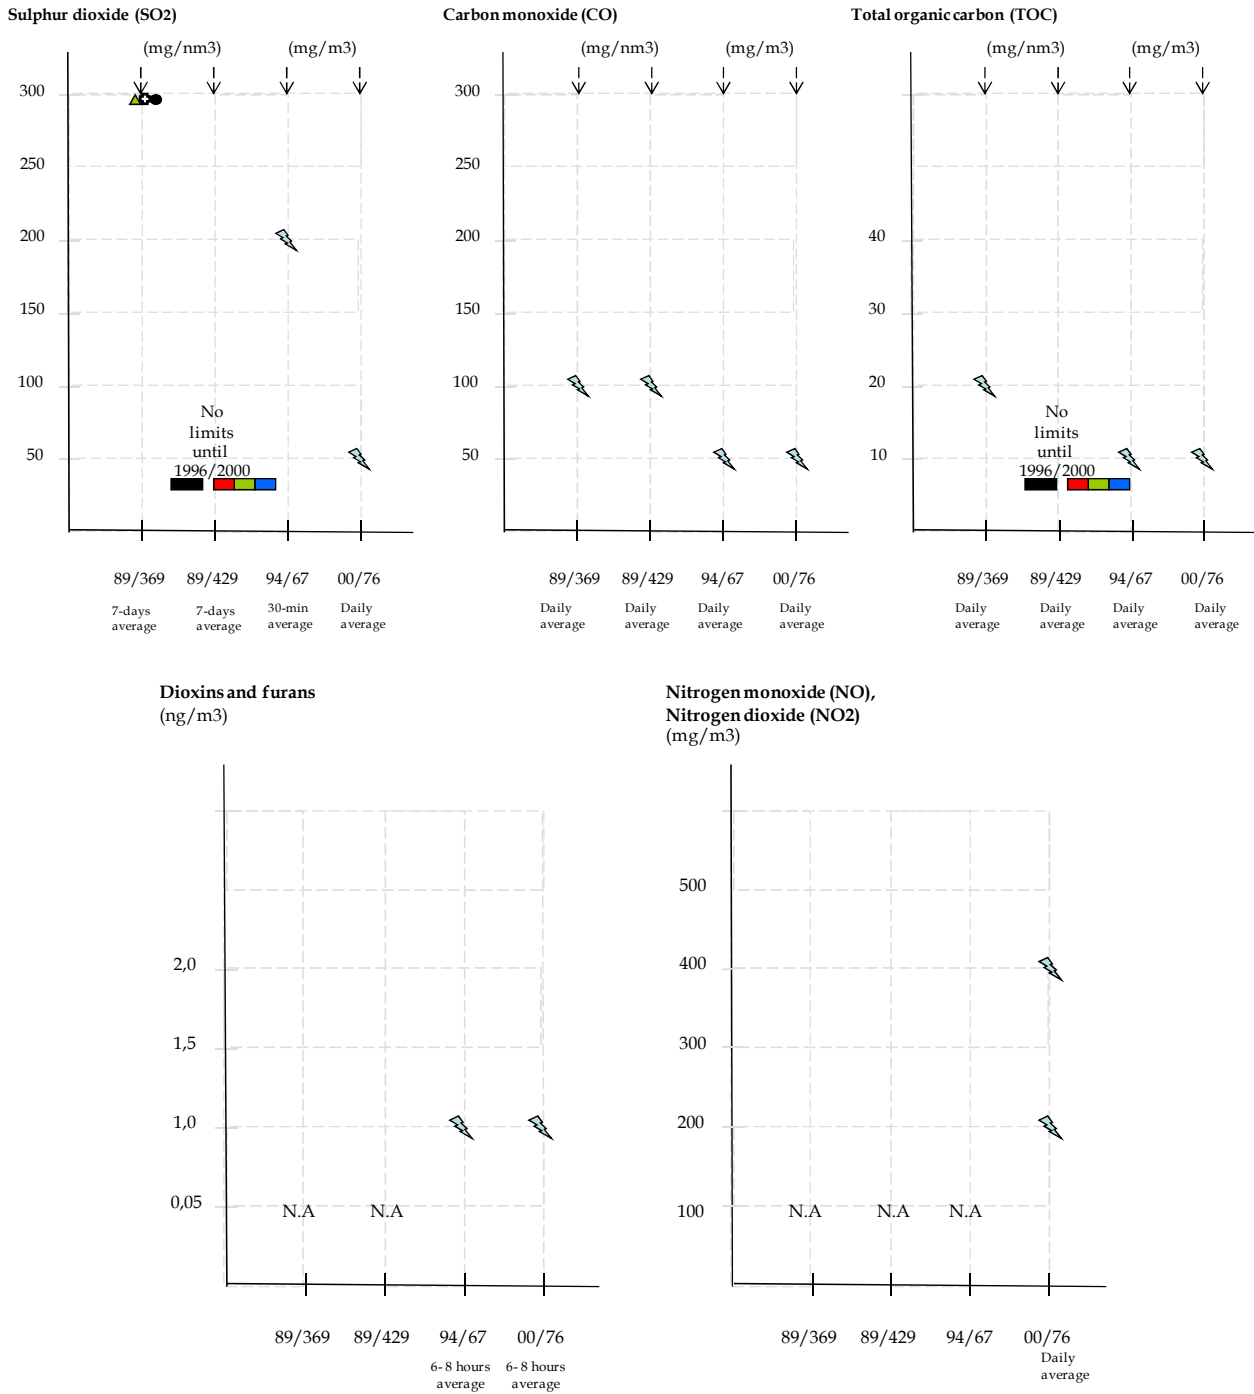 Sulphur dioxide (SO2)
(mg/nm3) (mg/m3)
300
250
200
150
100
50
No
limits
until
1996/2000
89/369 89/429 94/67 00/76
7-days average
7-days average
30-min average
Daily average
Carbon monoxide (CO)
(mg/nm3) (mg/m3)
300
250
200
150
100
50
89/369 89/429 94/67 00/76
Daily average
Daily average
Daily average
Daily average
Total organic carbon (TOC)
(mg/nm3) (mg/m3)
40
30
20
10
No
limits
until
1996/2000
89/369 89/429 94/67 00/76
Daily average
Daily average
Daily average
Daily average
Dioxins and furans
(ng/m3)
2,0
1,5
1,0
0,05
N.A N.A
89/369 89/429 94/67 00/76
6-8 hours average
6-8 hours average
Nitrogen monoxide (NO),
Nitrogen dioxide (NO2)
(mg/m3)
500
400
300
200
100
N.A N.A N.A
89/369 89/429 94/67 00/76
Daily
average